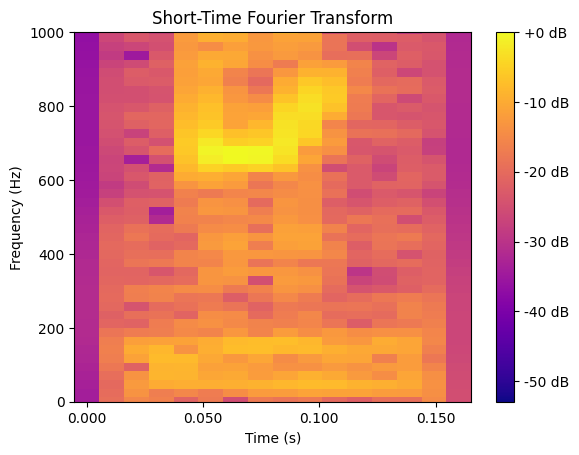 Short-Time Fourier Transform
1000
800
600
400
200
0
Frequency (Hz)
0.000
0.050
0.100
0.150
Time (s)
+0 dB
-10 dB
-20 dB
-30 dB
-40 dB
-50 dB